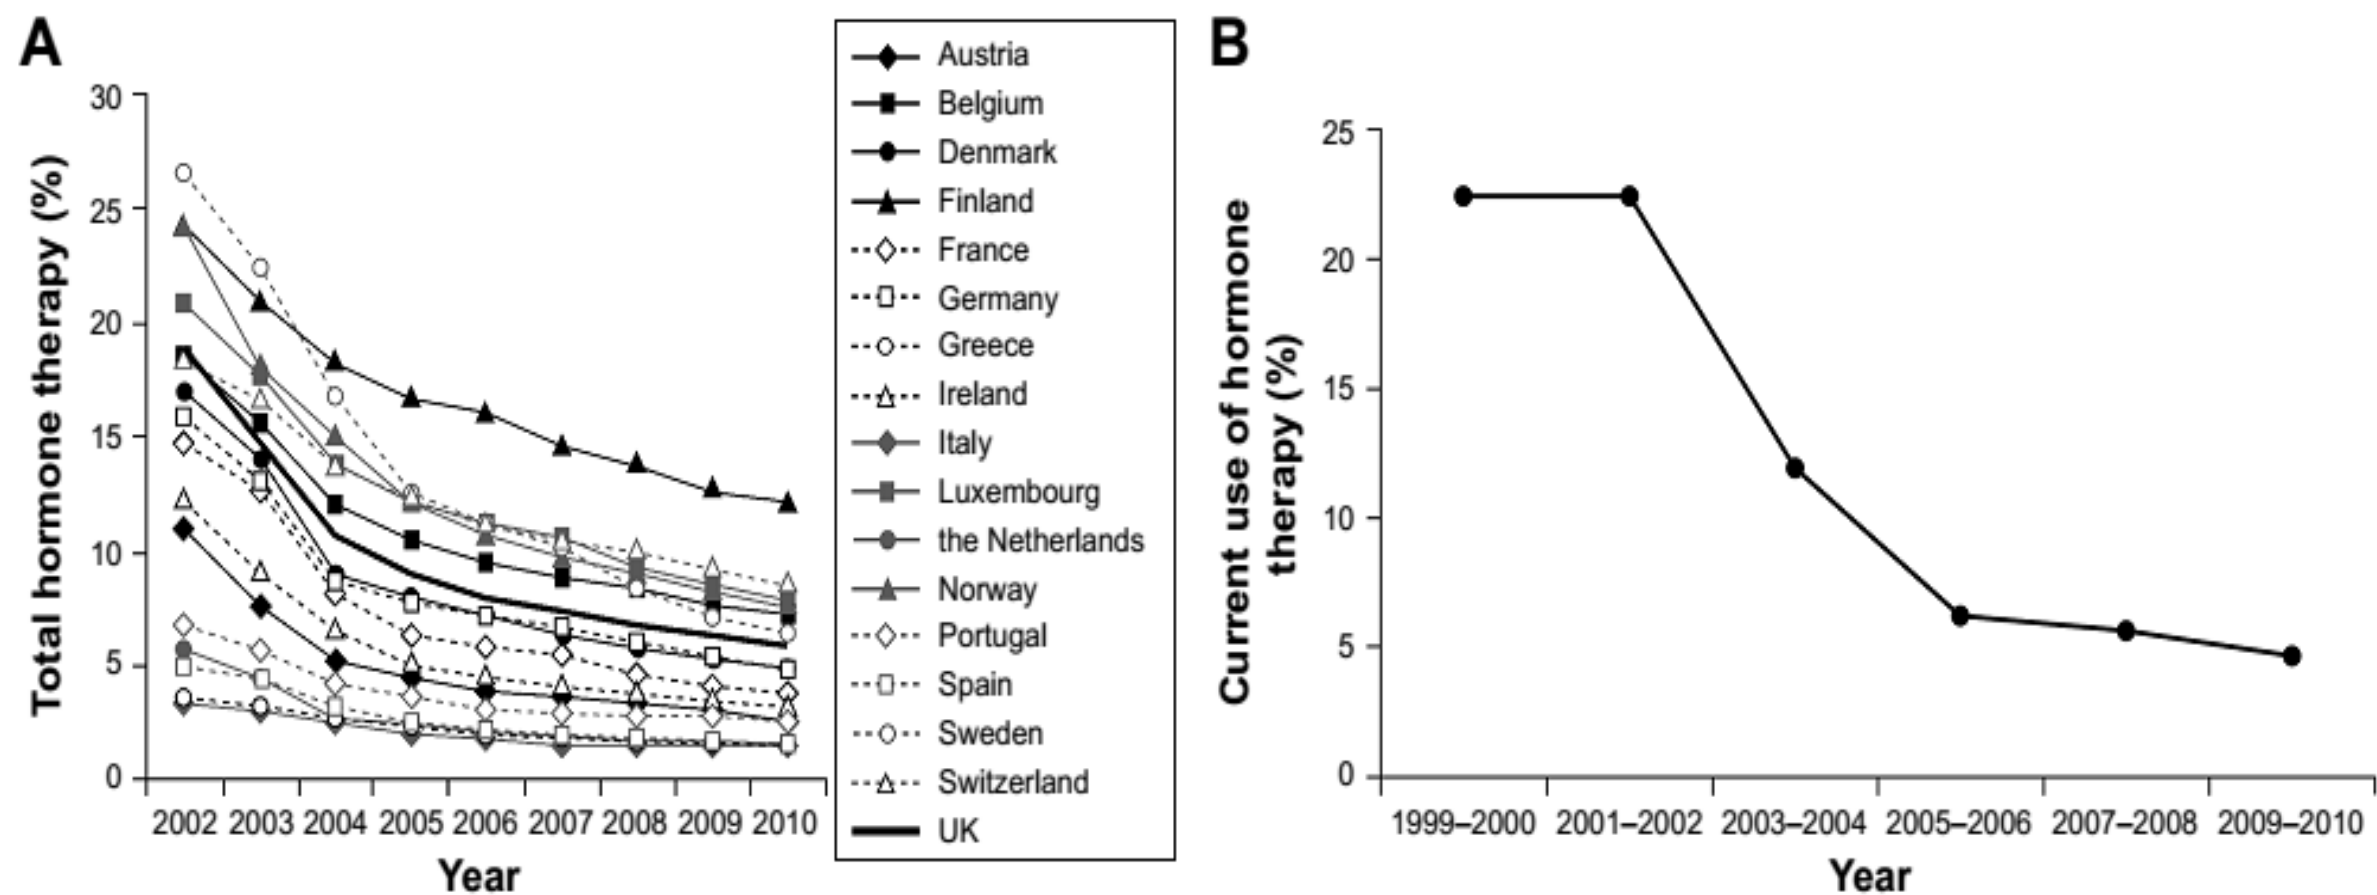 A
Total hormone therapy (%)
30
25
20
15
10
5
0
2002 2003 2004 2005 2006 2007 2008 2009 2010
Year
Austria
Belgium
Denmark
Finland
France
Germany
Greece
Ireland
Italy
Luxembourg
the Netherlands
Norway
Portugal
Spain
Sweden
Switzerland
UK
B
Current use of hormone
therapy (%)
25
20
15
10
5
0
1999–2000 2001–2002 2003–2004 2005–2006 2007–2008 2009–2010
Year